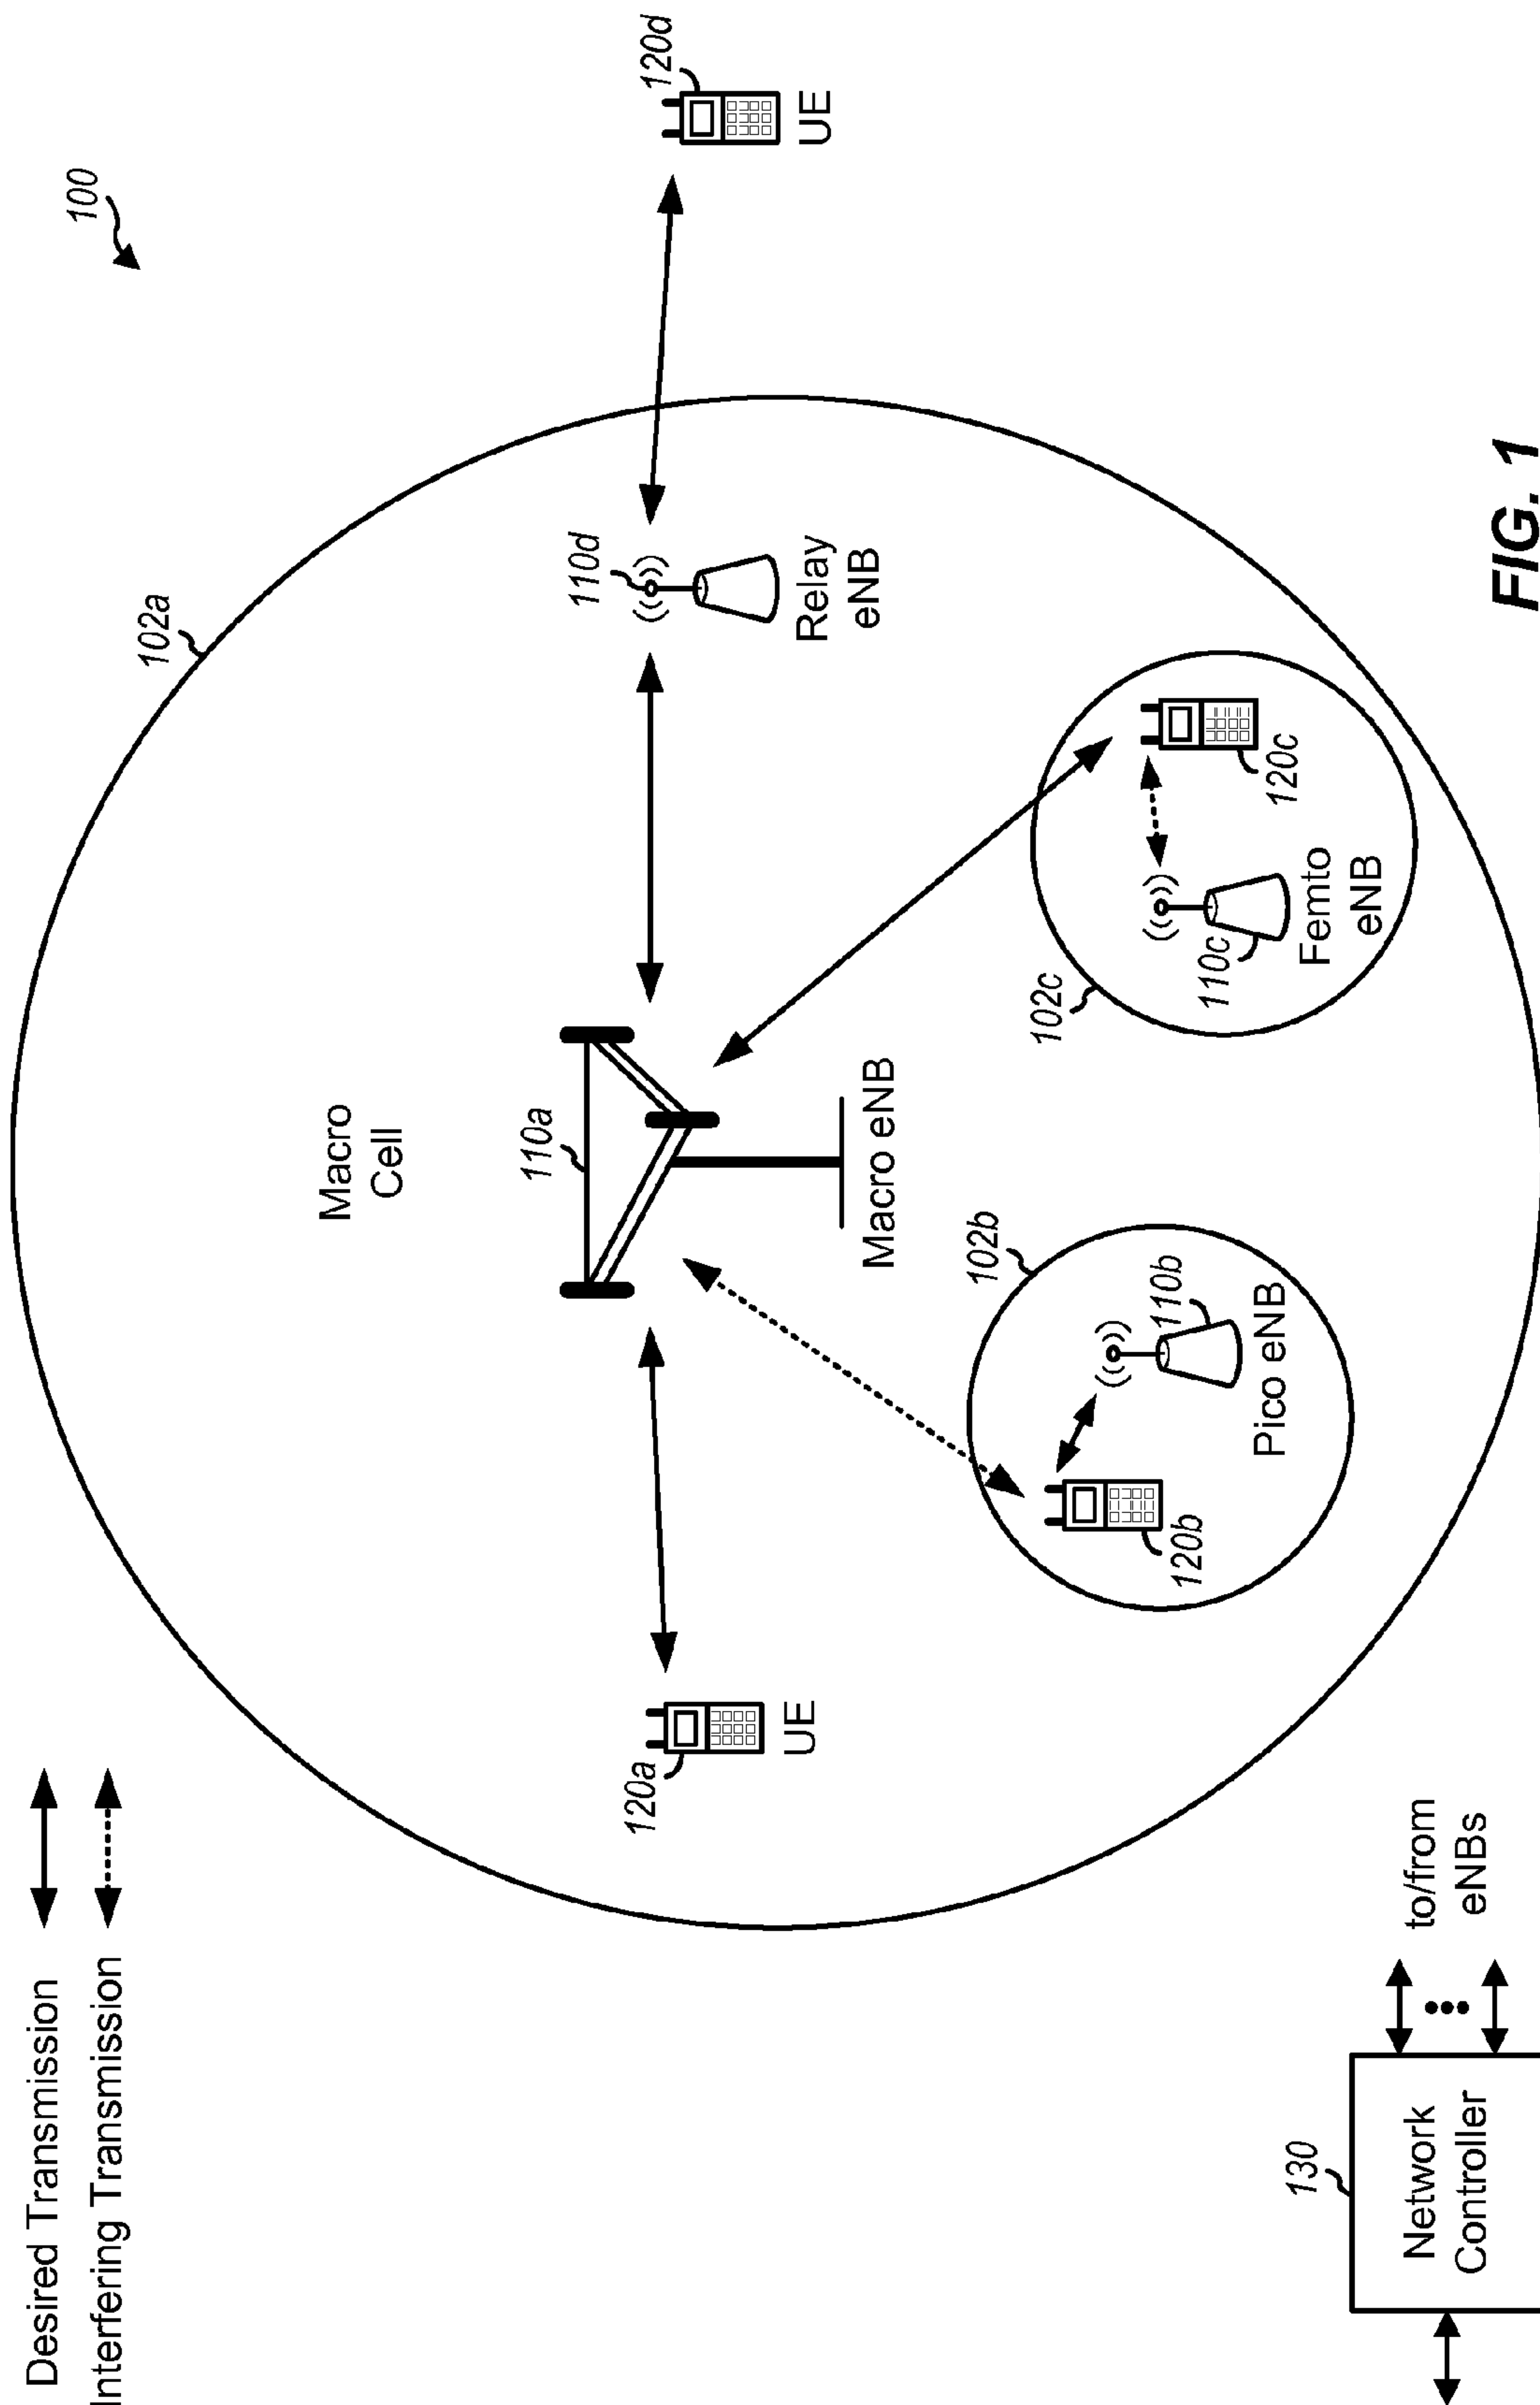 Desired Transmission
Interfering Transmission
100
102a
Macro
Cell
110a
Macro eNB
110d
Relay
eNB
120a
UE
120d
UE
102b
110b
Pico eNB
120b
102c
110c
Femto
eNB
120c
130
Network
Controller
to/from
eNBs
FIG. 1